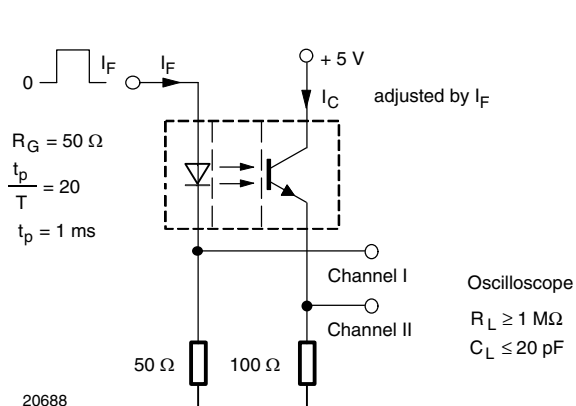 0
I_F
I_F
+ 5 V
I_C
adjusted by I_F
R_G = 50 Ω
t_p
T
= 20
t_p = 1 ms
Channel I
Channel II
Oscilloscope
R_L ≥ 1 MΩ
C_L ≤ 20 pF
50 Ω
100 Ω
20688